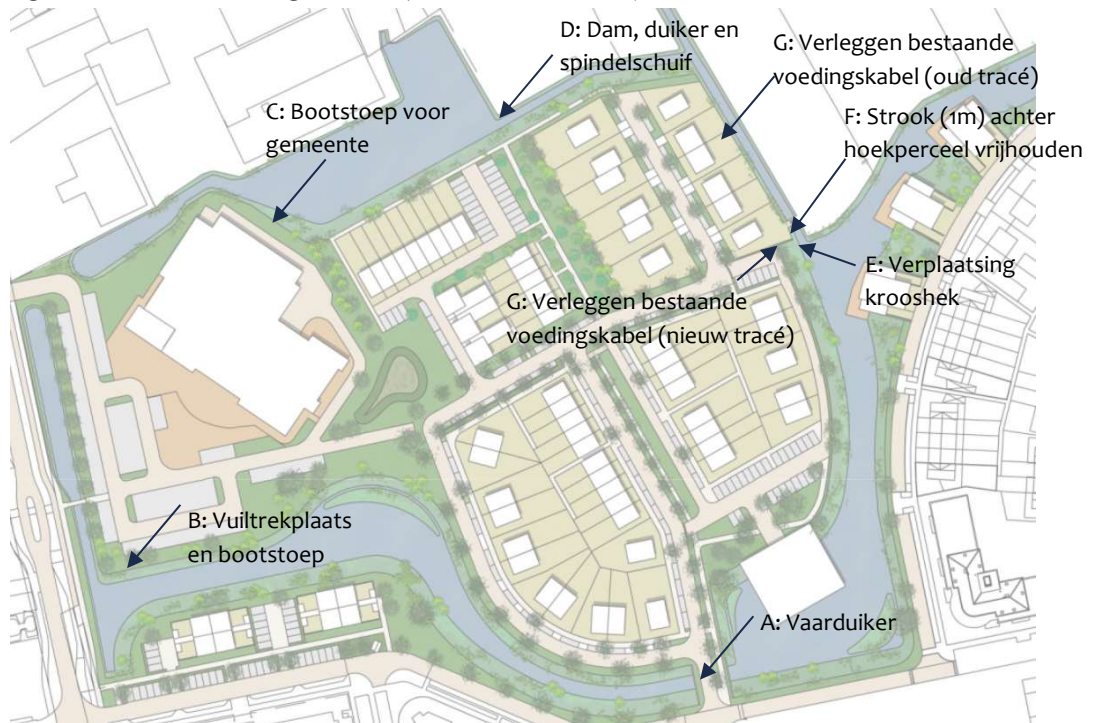 D: Dam, duiker en
spindelschuif
G: Verleggen bestaande
voedingskabel (oud tracé)
C: Bootstoep voor
gemeente
F: Strook (1m) achter
hoekperceel vrijhouden
E: Verplaatsing
krooshek
G: Verleggen bestaande
voedingskabel (nieuw tracé)
B: Vuiltrekplaats
en bootstoep
A: Vaarduiker